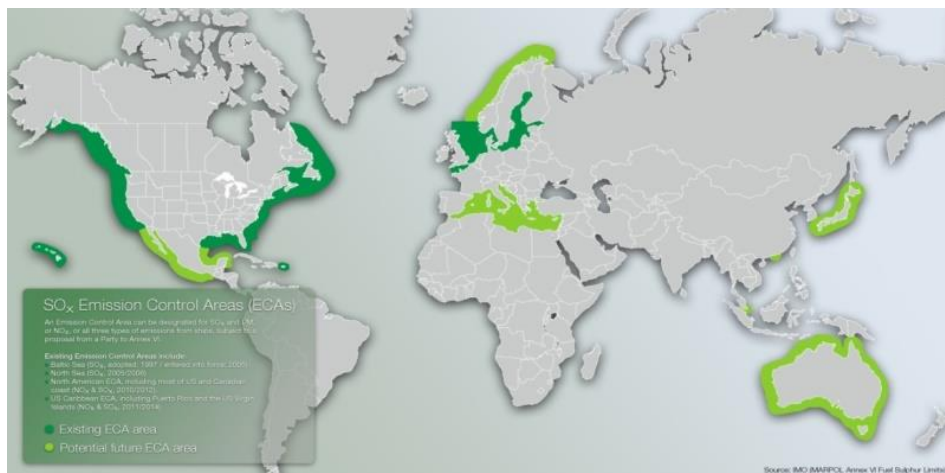 SOx Emission Control Areas (ECAs)
An Emission Control Area can be designated for SOx and PM,
or NOx, or all three types of emissions from ships, subject to a
proposal from a Party to Annex VI.
Existing Emission Control Areas include:
• Baltic Sea (SOx, adopted: 1997 / entered into force: 2005)
• North Sea (SOx, 2005/2006)
• North American ECA, including most of US and Canadian
coast (NOx & SOx, 2010/2012)
• US Caribbean ECA, including Puerto Rico and the US Virgin
Islands (NOx & SOx, 2011/2014)
Existing ECA area
Potential future ECA area
Source: IMO (MARPOL Annex VI Fuel Sulphur Limits)